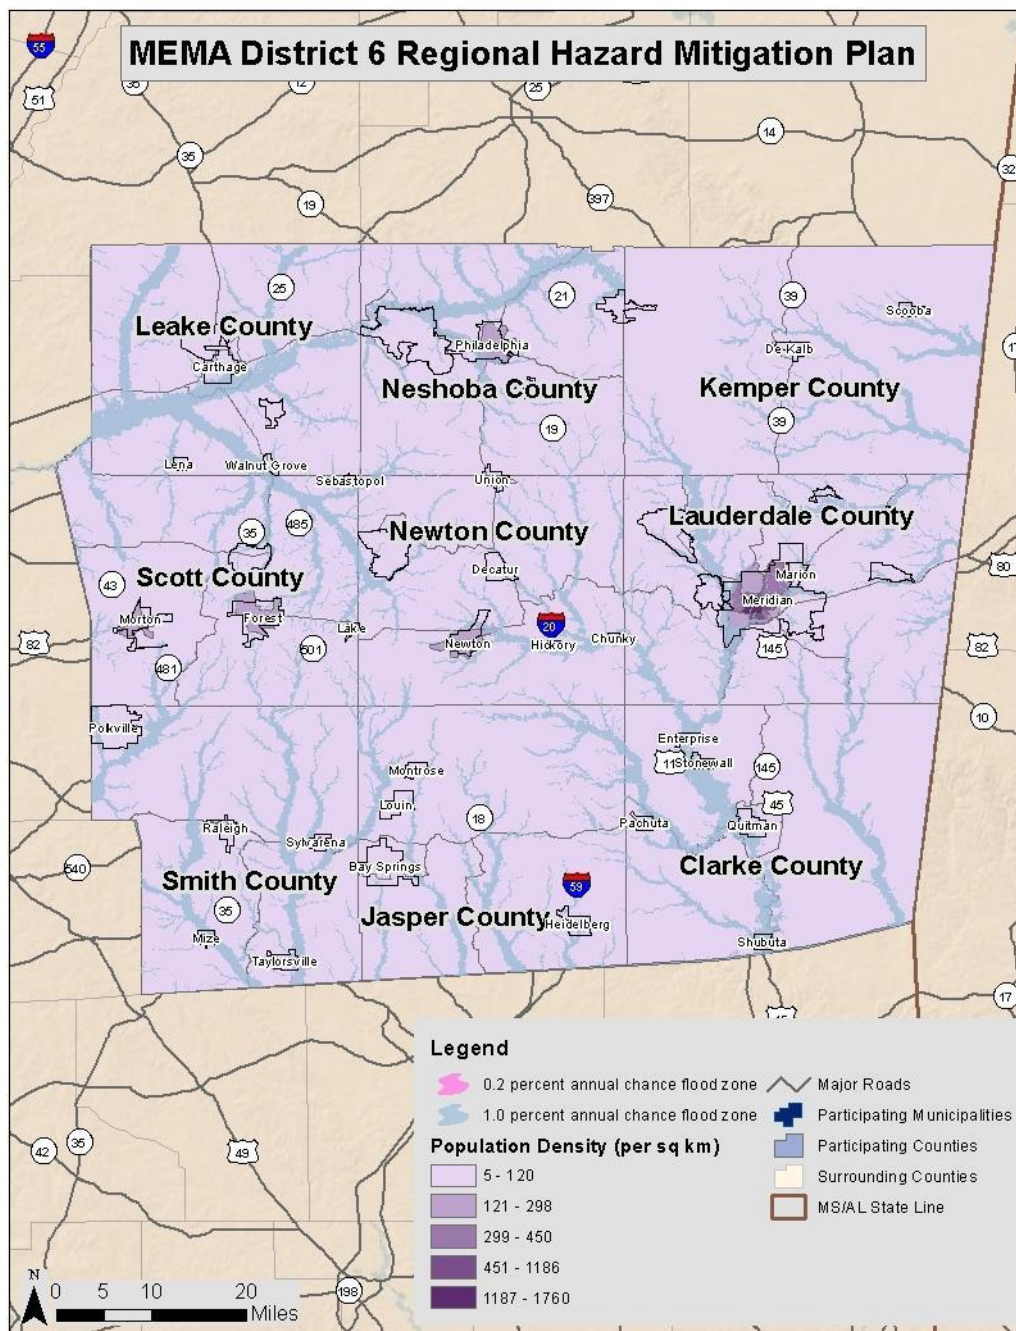 MEMA District 6 Regional Hazard Mitigation Plan
55
51
35
12
25
14
35
32
19
397
25
21
39
Scooba
Leake County
Philadelphia
De Kalb
17
Carthage
Neshoba County
Kemper County
19
39
Lena
Walnut Grove
Sebastopol
Union
485
35
Newton County
Lauderdale County
43
Scott County
Decatur
Marion
80
Morton
Forest
Lake
Newton
20
Hickory
Chunky
Meridian
82
481
501
145
82
Polkville
10
Enterprise
11
Stonewall
145
Montrose
Louin
45
Raleigh
Sylvarena
18
Pachuta
Quitman
540
Bay Springs
Smith County
Clarke County
59
35
Jasper County
Heidelberg
Mize
Shubuta
Taylorsville
17
45
42
35
49
198
Legend
0.2 percent annual chance flood zone
1.0 percent annual chance flood zone
Population Density (per sq km)
5 - 120
121 - 298
299 - 450
451 - 1186
1187 - 1760
Major Roads
Participating Municipalities
Participating Counties
Surrounding Counties
MS/AL State Line
N
0 5 10 20
Miles